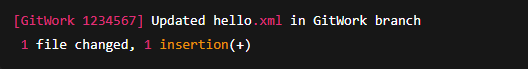 [GitWork 1234567] Updated hello.xml in GitWork branch
1 file changed, 1 insertion(+)